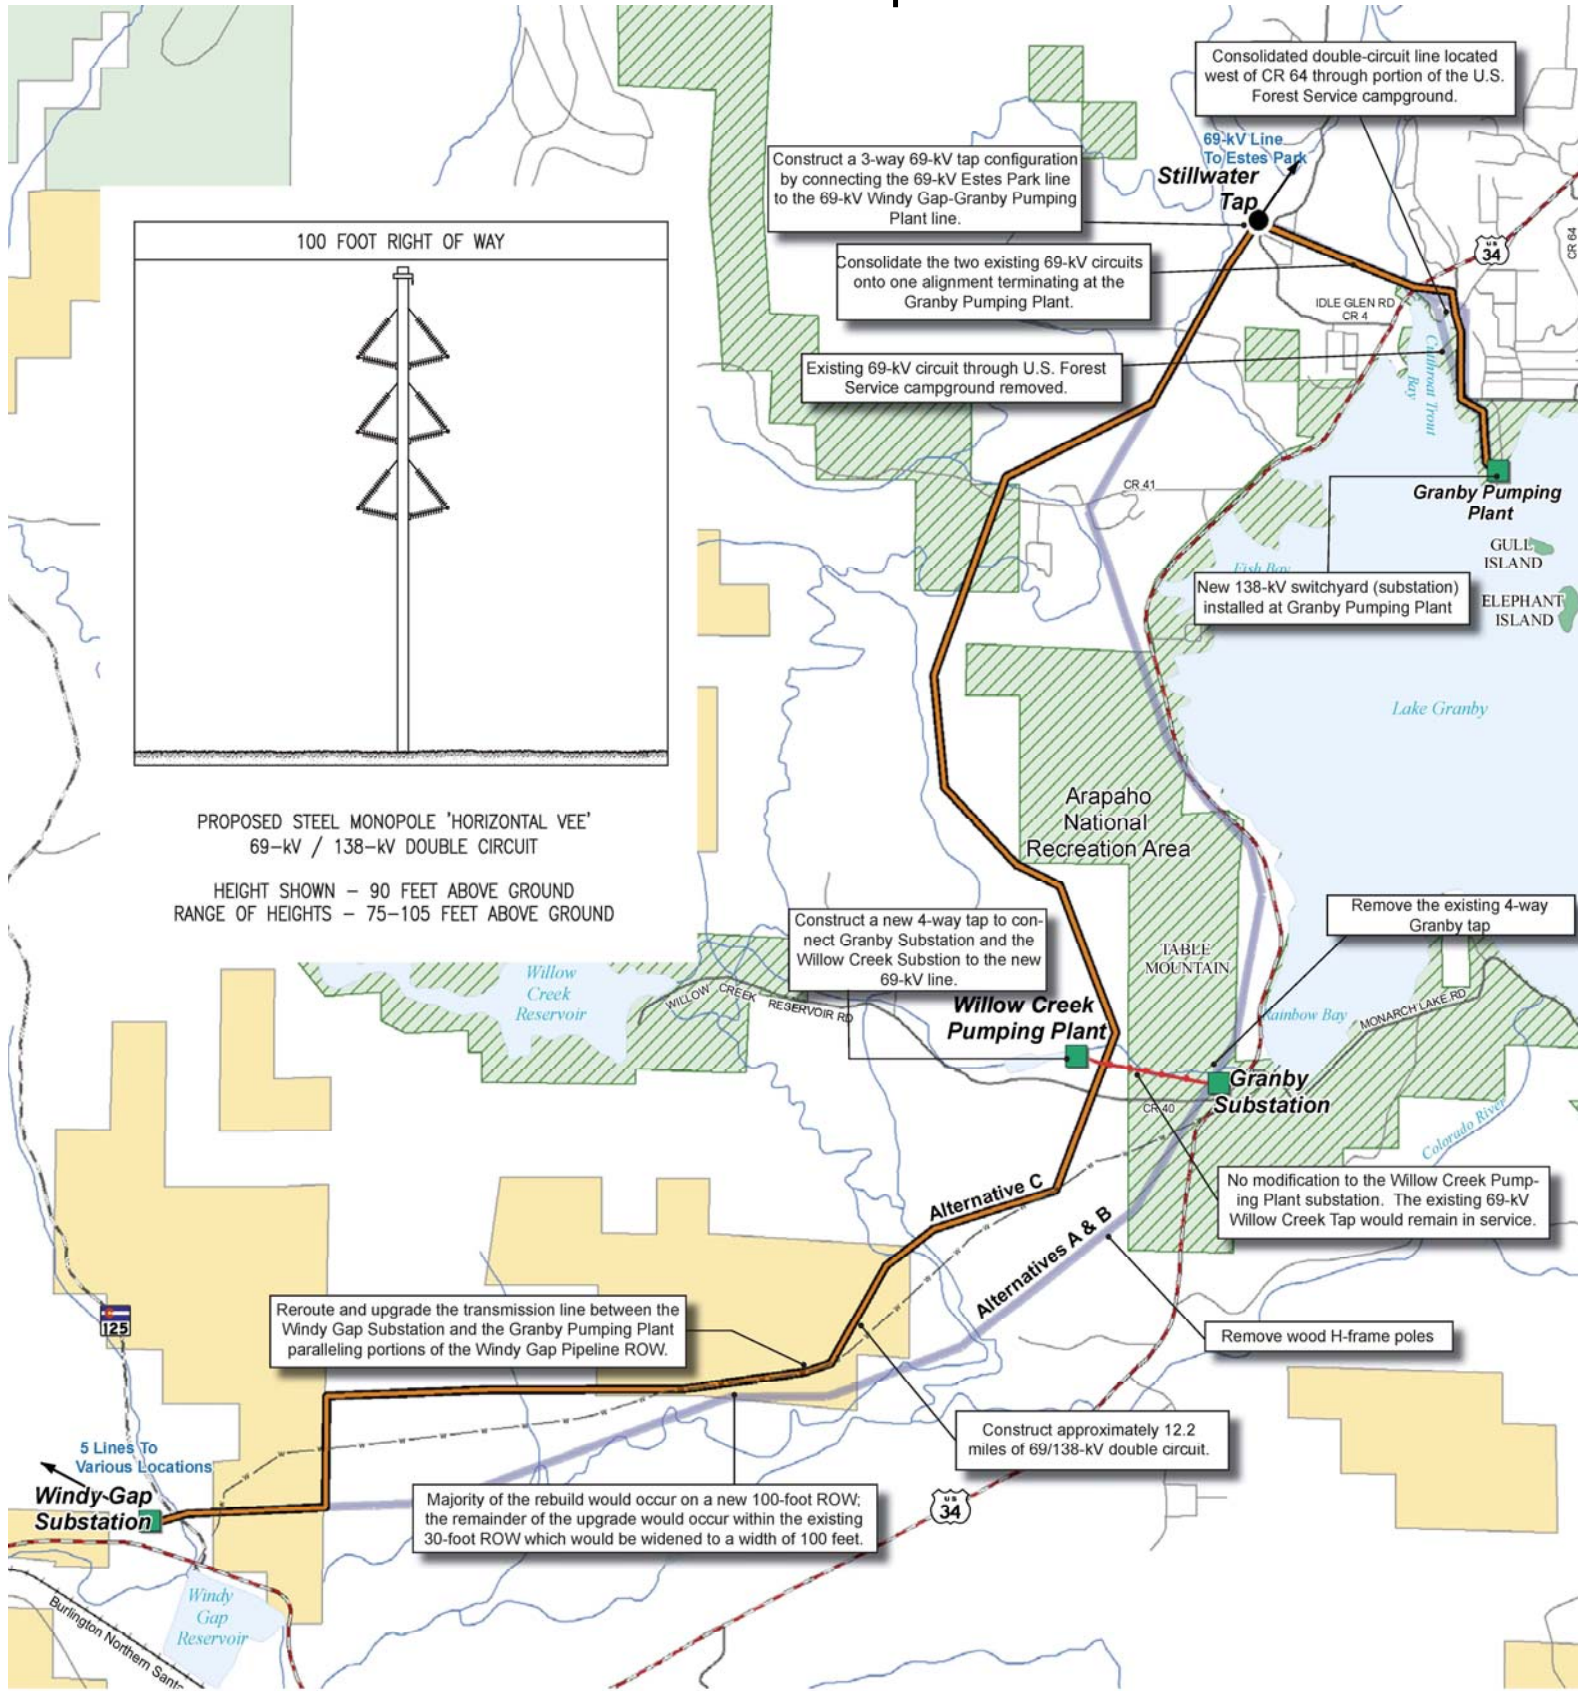 Consolidated double-circuit line located
west of CR 64 through portion of the U.S.
Forest Service campground.
69-kV Line
To Estes Park
Stillwater
Tap
Construct a 3-way 69-kV tap configuration
by connecting the 69-kV Estes Park line
to the 69-kV Windy Gap-Granby Pumping
Plant line.
Consolidate the two existing 69-kV circuits
onto one alignment terminating at the
Granby Pumping Plant.
Existing 69-kV circuit through U.S. Forest
Service campground removed.
US
34
CR 64
IDLE GLEN RD
CR 4
Cutthroat Trout
Bay
CR 41
Granby Pumping
Plant
GULL
ISLAND
Fish Bay
New 138-kV switchyard (substation)
installed at Granby Pumping Plant
ELEPHANT
ISLAND
Lake Granby
100 FOOT RIGHT OF WAY
PROPOSED STEEL MONOPOLE 'HORIZONTAL VEE'
69-kV / 138-kV DOUBLE CIRCUIT
HEIGHT SHOWN - 90 FEET ABOVE GROUND
RANGE OF HEIGHTS - 75-105 FEET ABOVE GROUND
Arapaho
National
Recreation Area
Construct a new 4-way tap to con-
nect Granby Substation and the
Willow Creek Substion to the new
69-kV line.
Remove the existing 4-way
Granby tap
TABLE
MOUNTAIN
Willow
Creek
Reservoir
WILLOW CREEK RESERVOIR RD
Willow Creek
Pumping Plant
Rainbow Bay
MONARCH LAKE RD
Granby
Substation
CR 40
Colorado River
No modification to the Willow Creek Pump-
ing Plant substation. The existing 69-kV
Willow Creek Tap would remain in service.
Alternative C
Alternatives A & B
Reroute and upgrade the transmission line between the
Windy Gap Substation and the Granby Pumping Plant
paralleling portions of the Windy Gap Pipeline ROW.
125
Remove wood H-frame poles
Construct approximately 12.2
miles of 69/138-kV double circuit.
5 Lines To
Various Locations
Windy Gap
Substation
Majority of the rebuild would occur on a new 100-foot ROW;
the remainder of the upgrade would occur within the existing
30-foot ROW which would be widened to a width of 100 feet.
US
34
Windy
Gap
Reservoir
Burlington Northern Santa